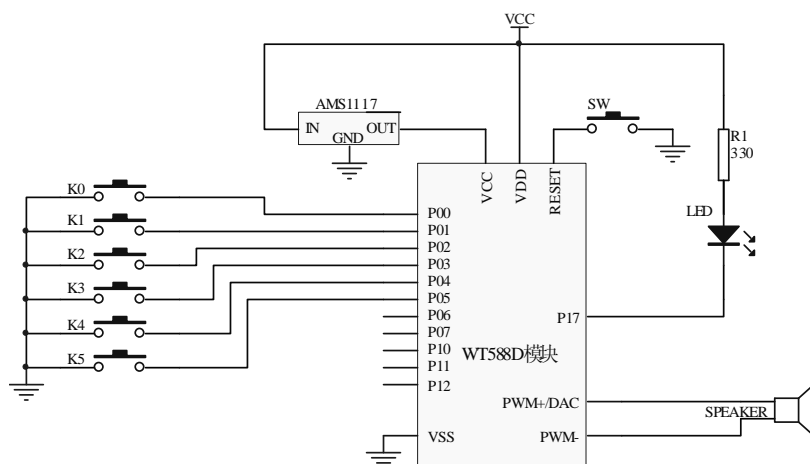 VCC
AMS1117
IN
OUT
GND
SW
R1
330
VCC
VDD
RESET
LED
K0
K1
K2
K3
K4
K5
P00
P01
P02
P03
P04
P05
P06
P07
P10
P11
P12
P17
WT588D模块
PWM+/DAC
SPEAKER
VSS
PWM-